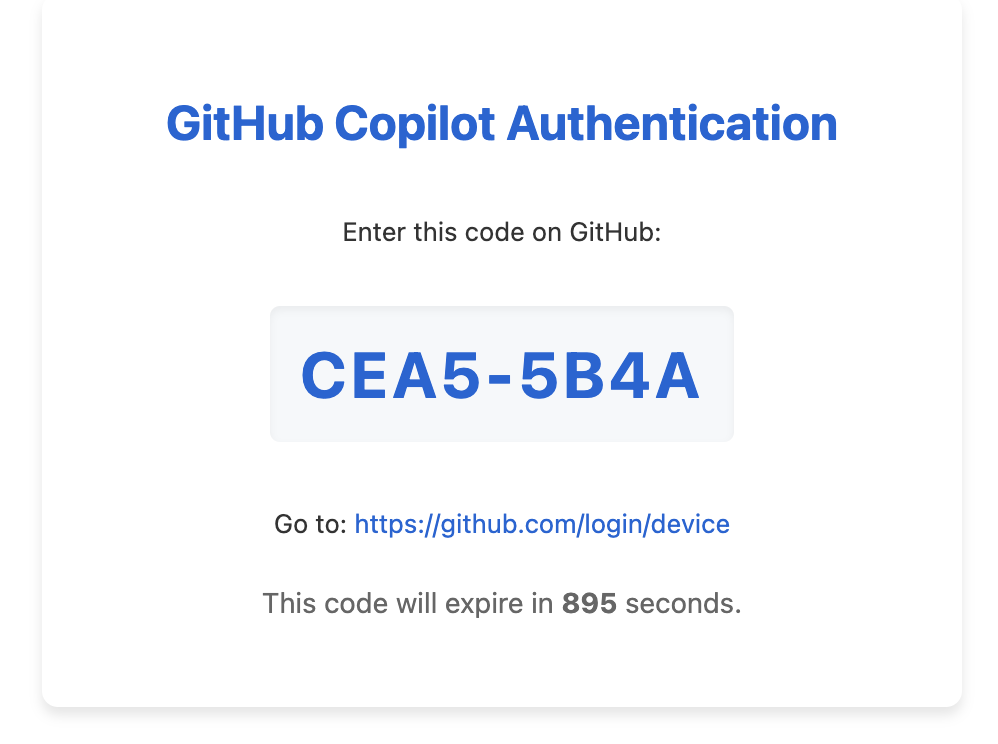 GitHub Copilot Authentication
Enter this code on GitHub:
CEA5-5B4A
Go to: https://github.com/login/device
This code will expire in 895 seconds.